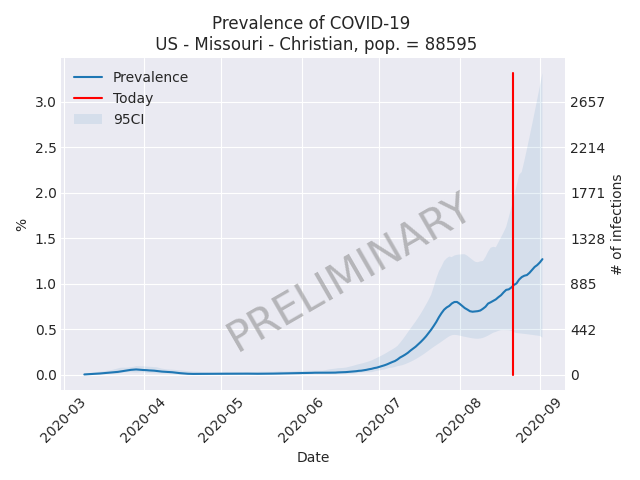 Prevalence of COVID-19
US - Missouri - Christian, pop. = 88595
Prevalence
Today
95CI
3.0
2.5
2.0
1.5
1.0
0.5
0.0
%
2657
2214
1771
1328
885
442
0
# of infections
PRELIMINARY
2020-03
2020-04
2020-05
2020-06
2020-07
2020-08
2020-09
Date